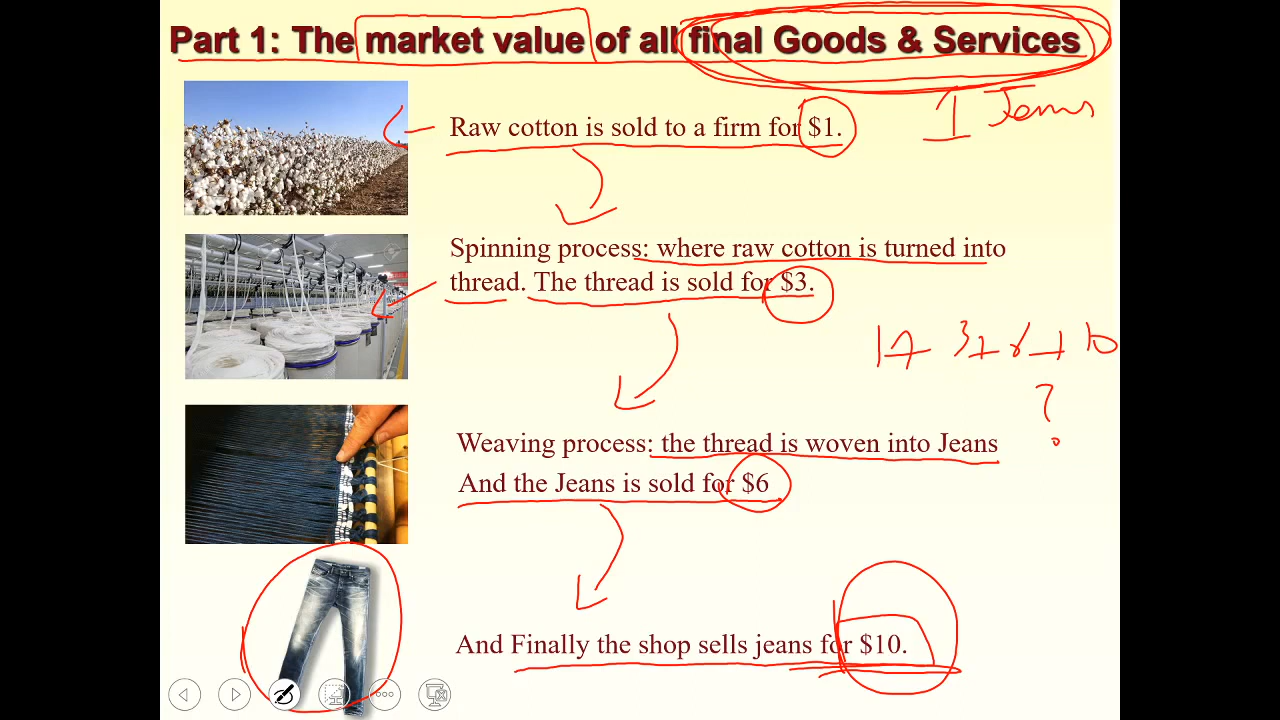 Part 1: The market value of all final Goods & Services
1 Jeans
Raw cotton is sold to a firm for $1.
Spinning process: where raw cotton is turned into
thread. The thread is sold for $3.
1+ 3+ 6+ 10
?
Weaving process: the thread is woven into Jeans
And the Jeans is sold for $6
And Finally the shop sells jeans for $10.